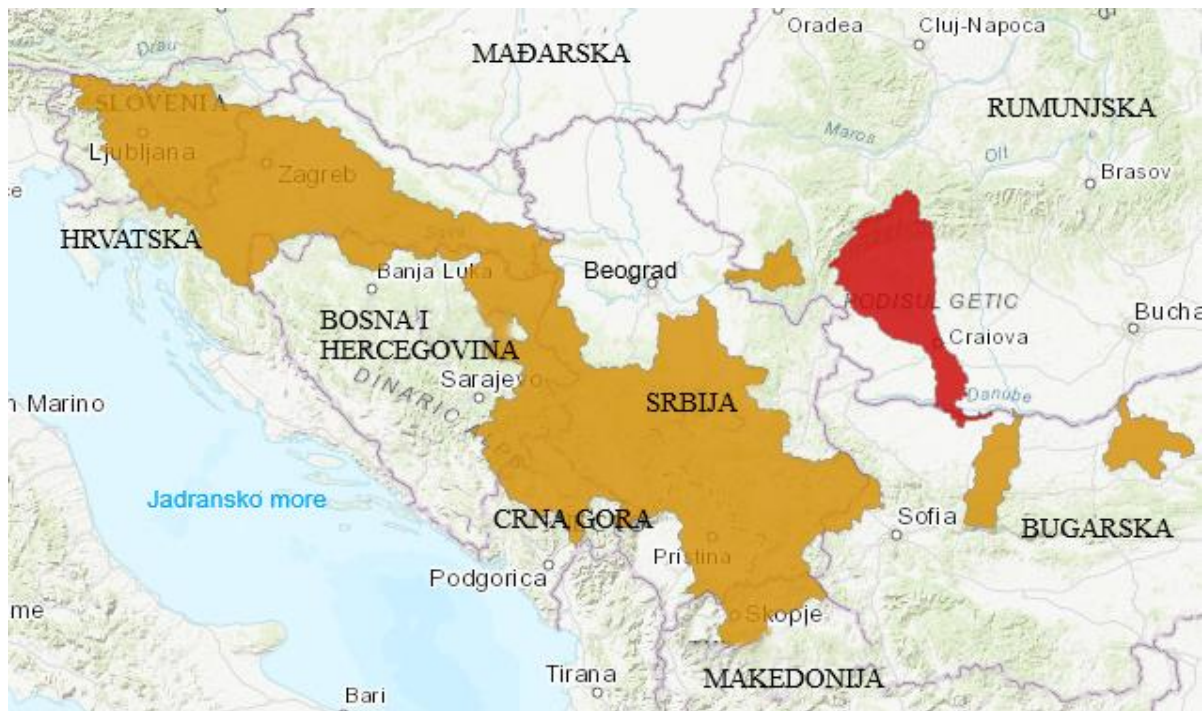 Oradea
Cluj-Napoca
Drau
MAĐARSKA
RUMUNJSKA
SLOVENIA
Maros
Olt
Ljubljana
Zagreb
Brasov
HRVATSKA
Sava
Banja Luka
Beograd
PODISUL GETIC
Bucha
BOSNA I
HERCEGOVINA
Craiova
Sarajevo
DINARIC ALP
n Marino
SRBIJA
Danube
Jadransko more
CRNA GORA
Sofia
BUGARSKA
Pristina
Podgorica
me
Skopje
Tirana
MAKEDONIJA
Bari